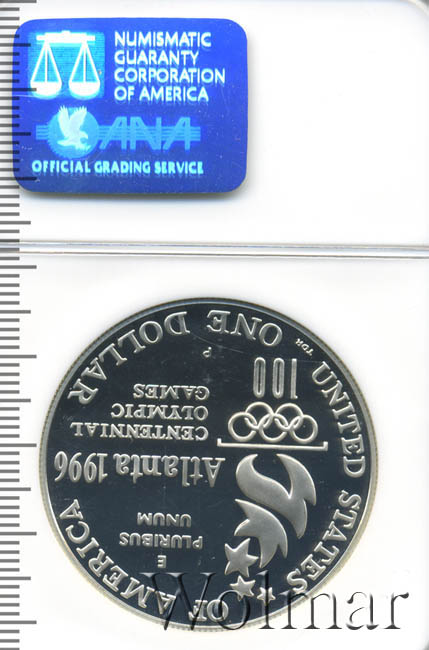 NUMISMATIC
GUARANTY
CORPORATION
OF AMERICA
ANA
OFFICIAL GRADING SERVICE
UNITED STATES OF AMERICA
ONE DOLLAR
E
PLURIBUS
UNUM
Atlanta 1996
CENTENNIAL
OLYMPIC
GAMES
100
P
TDR
Wolmar